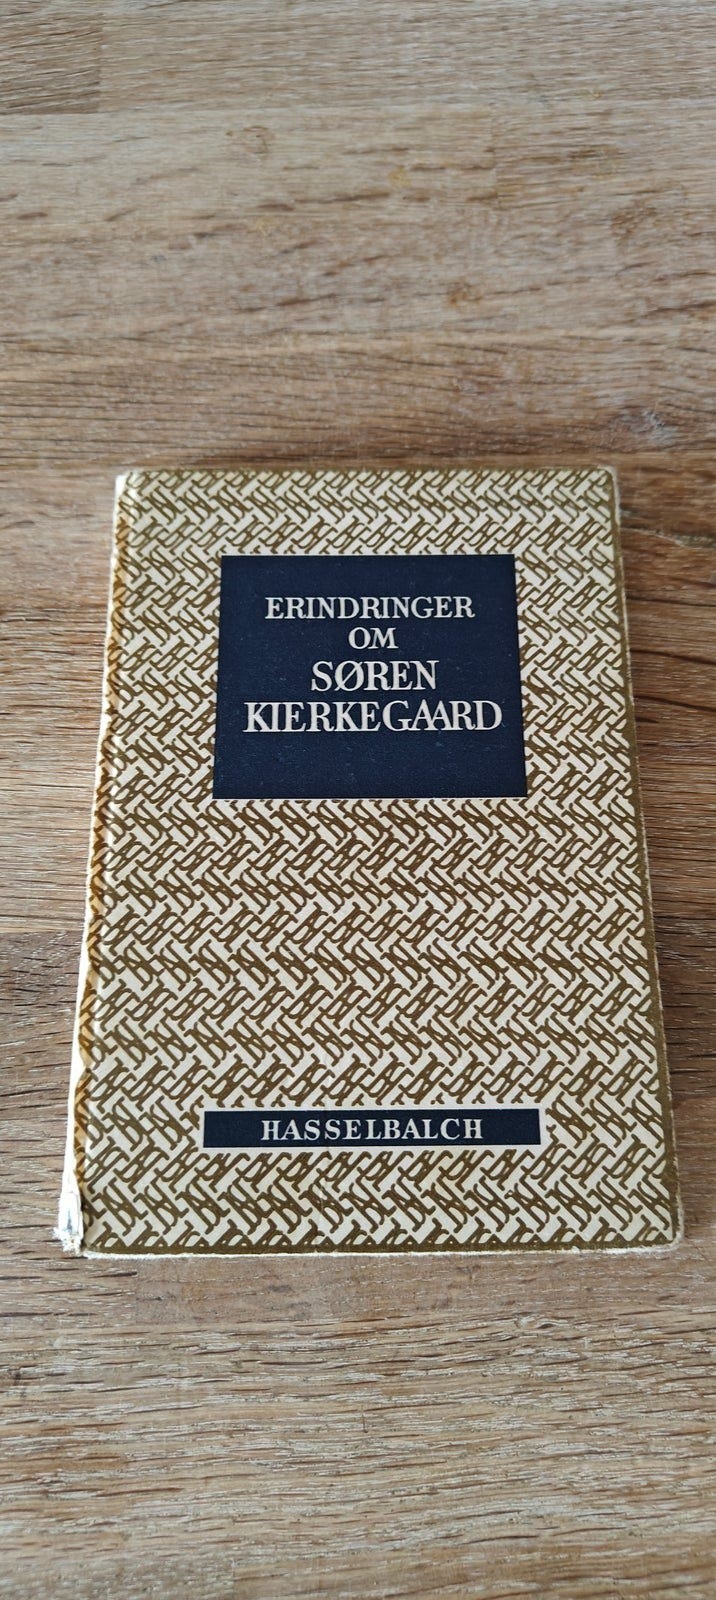 ERINDRINGER
OM
SØREN
KIERKEGAARD
HASSELBALCH